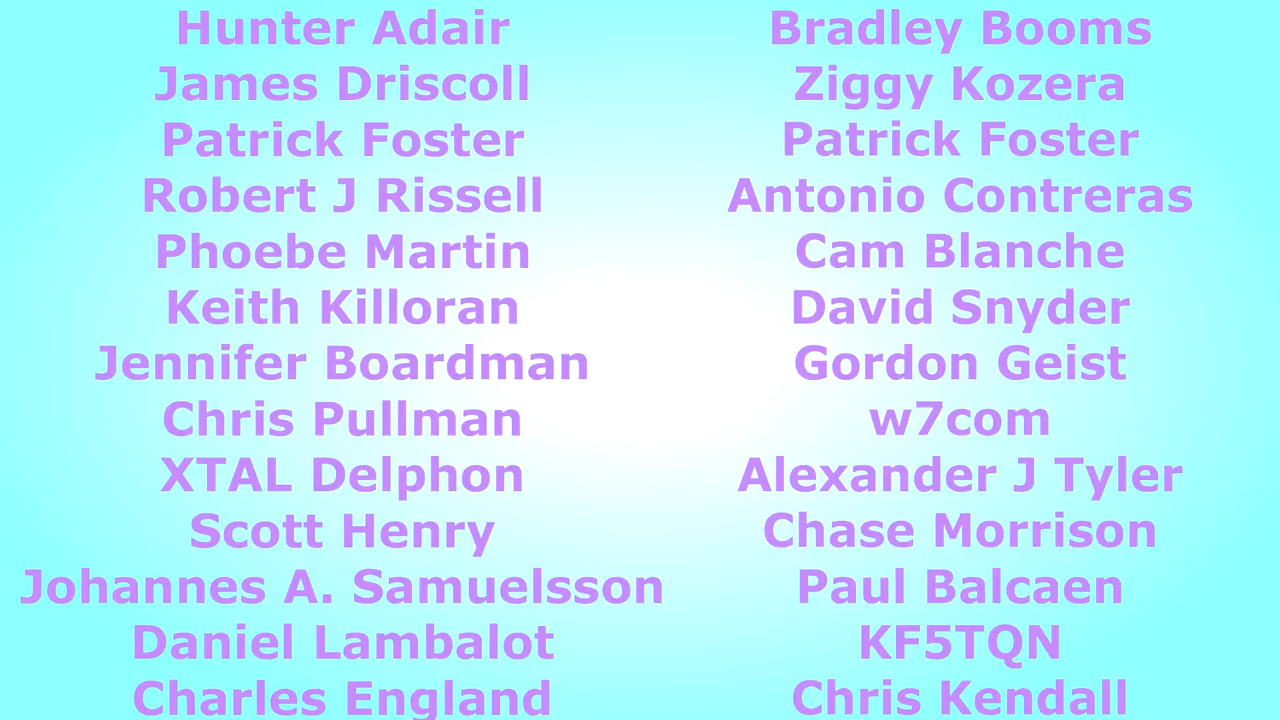 Hunter Adair
James Driscoll
Patrick Foster
Robert J Rissell
Phoebe Martin
Keith Killoran
Jennifer Boardman
Chris Pullman
XTAL Delphon
Scott Henry
Johannes A. Samuelsson
Daniel Lambalot
Charles England
Bradley Booms
Ziggy Kozera
Patrick Foster
Antonio Contreras
Cam Blanche
David Snyder
Gordon Geist
w7com
Alexander J Tyler
Chase Morrison
Paul Balcaen
KF5TQN
Chris Kendall